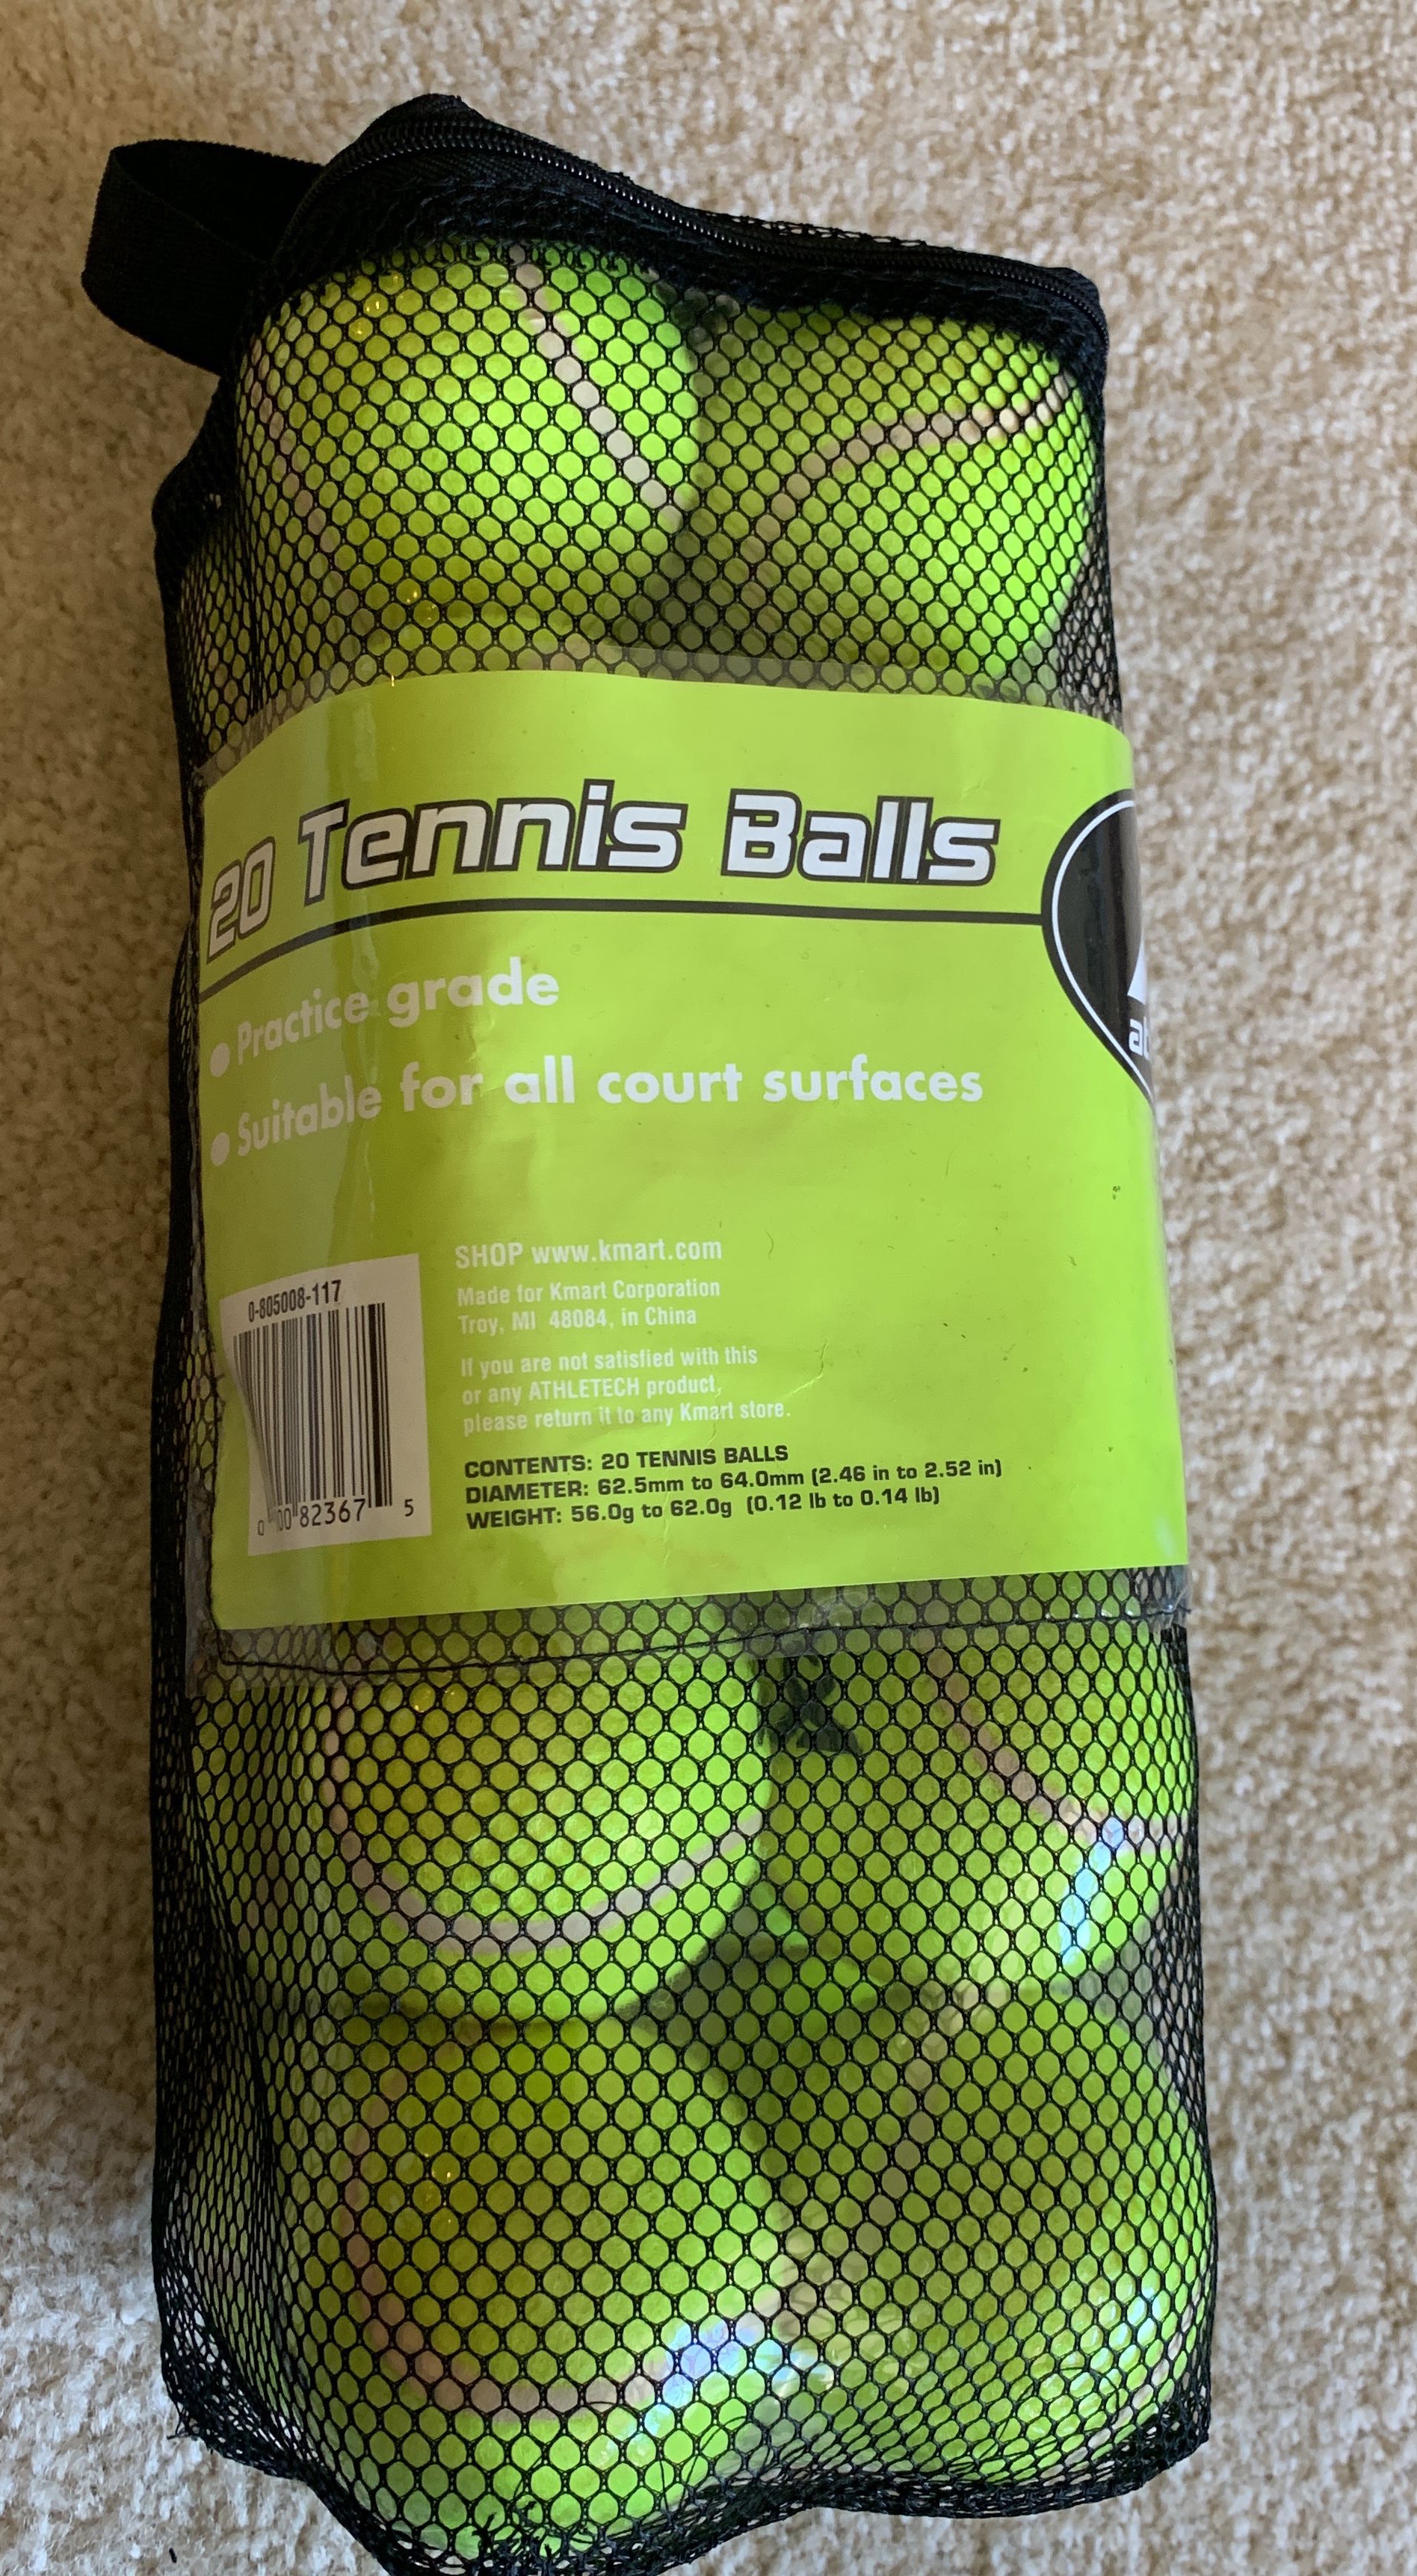 20 Tennis Balls
• Practice grade
• Suitable for all court surfaces
SHOP www.kmart.com
Made for Kmart Corporation
Troy, MI 48084, in China
If you are not satisfied with this
or any ATHLETECH product,
please return it to any Kmart store.
CONTENTS: 20 TENNIS BALLS
DIAMETER: 62.5mm to 64.0mm (2.46 in to 2.52 in)
WEIGHT: 56.0g to 62.0g (0.12 lb to 0.14 lb)
0-805008-117
5